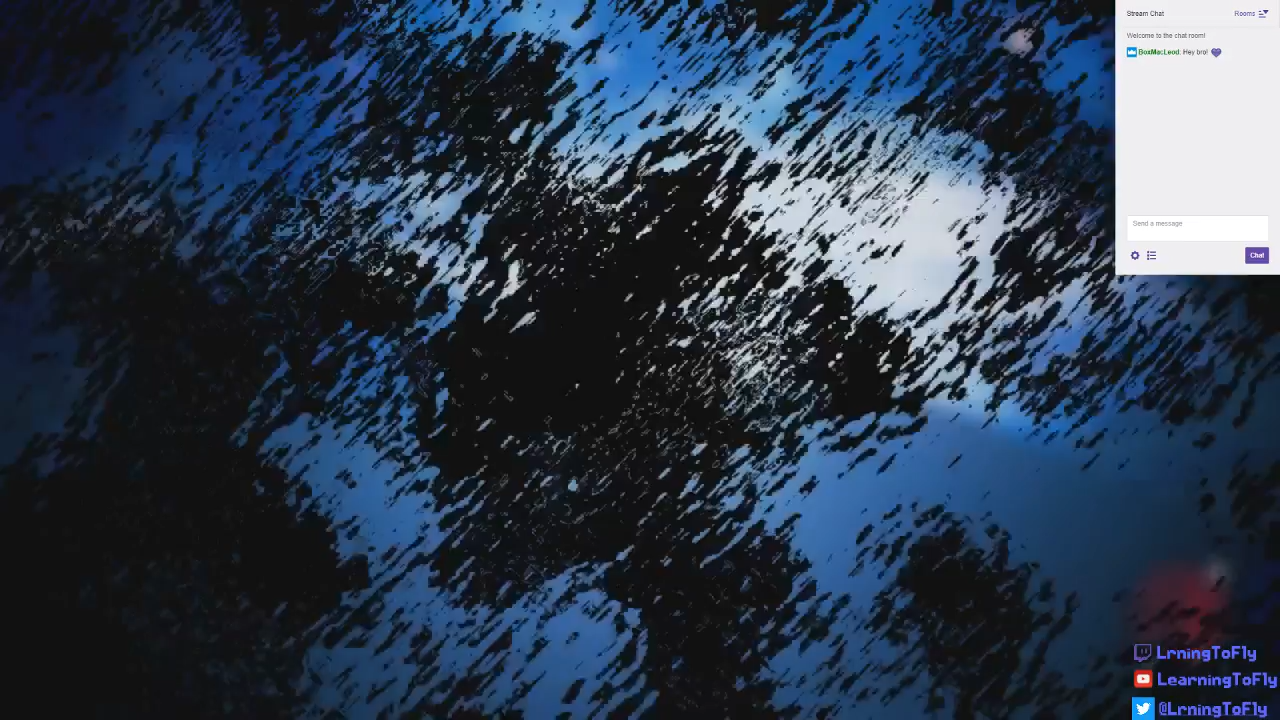 Stream Chat
Rooms
Welcome to the chat room!
BoxMacLeod: Hey bro!
Send a message
Chat
LrningToFly
LearningToFly
@LrningToFly